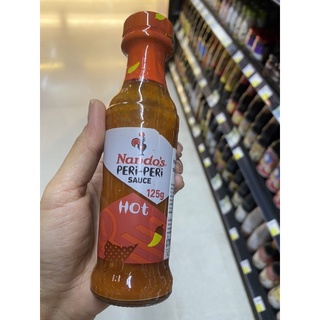 Nando's
PERi-PERi
SAUCE
125g
HOt